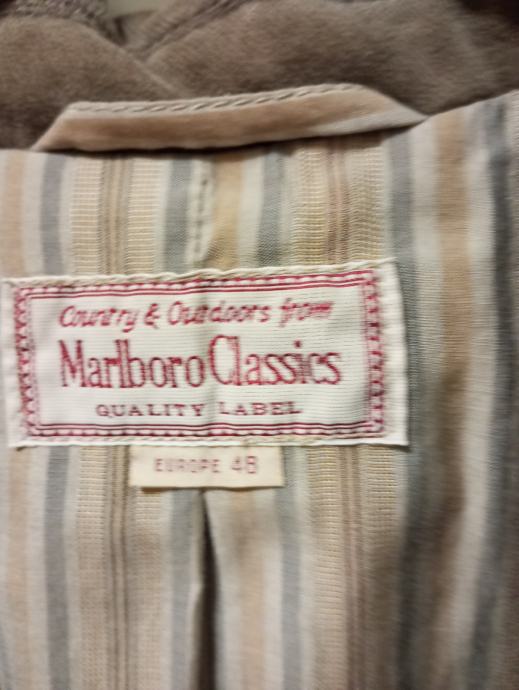 Country & Outdoors from
Marlboro Classics
QUALITY LABEL
EUROPE 48